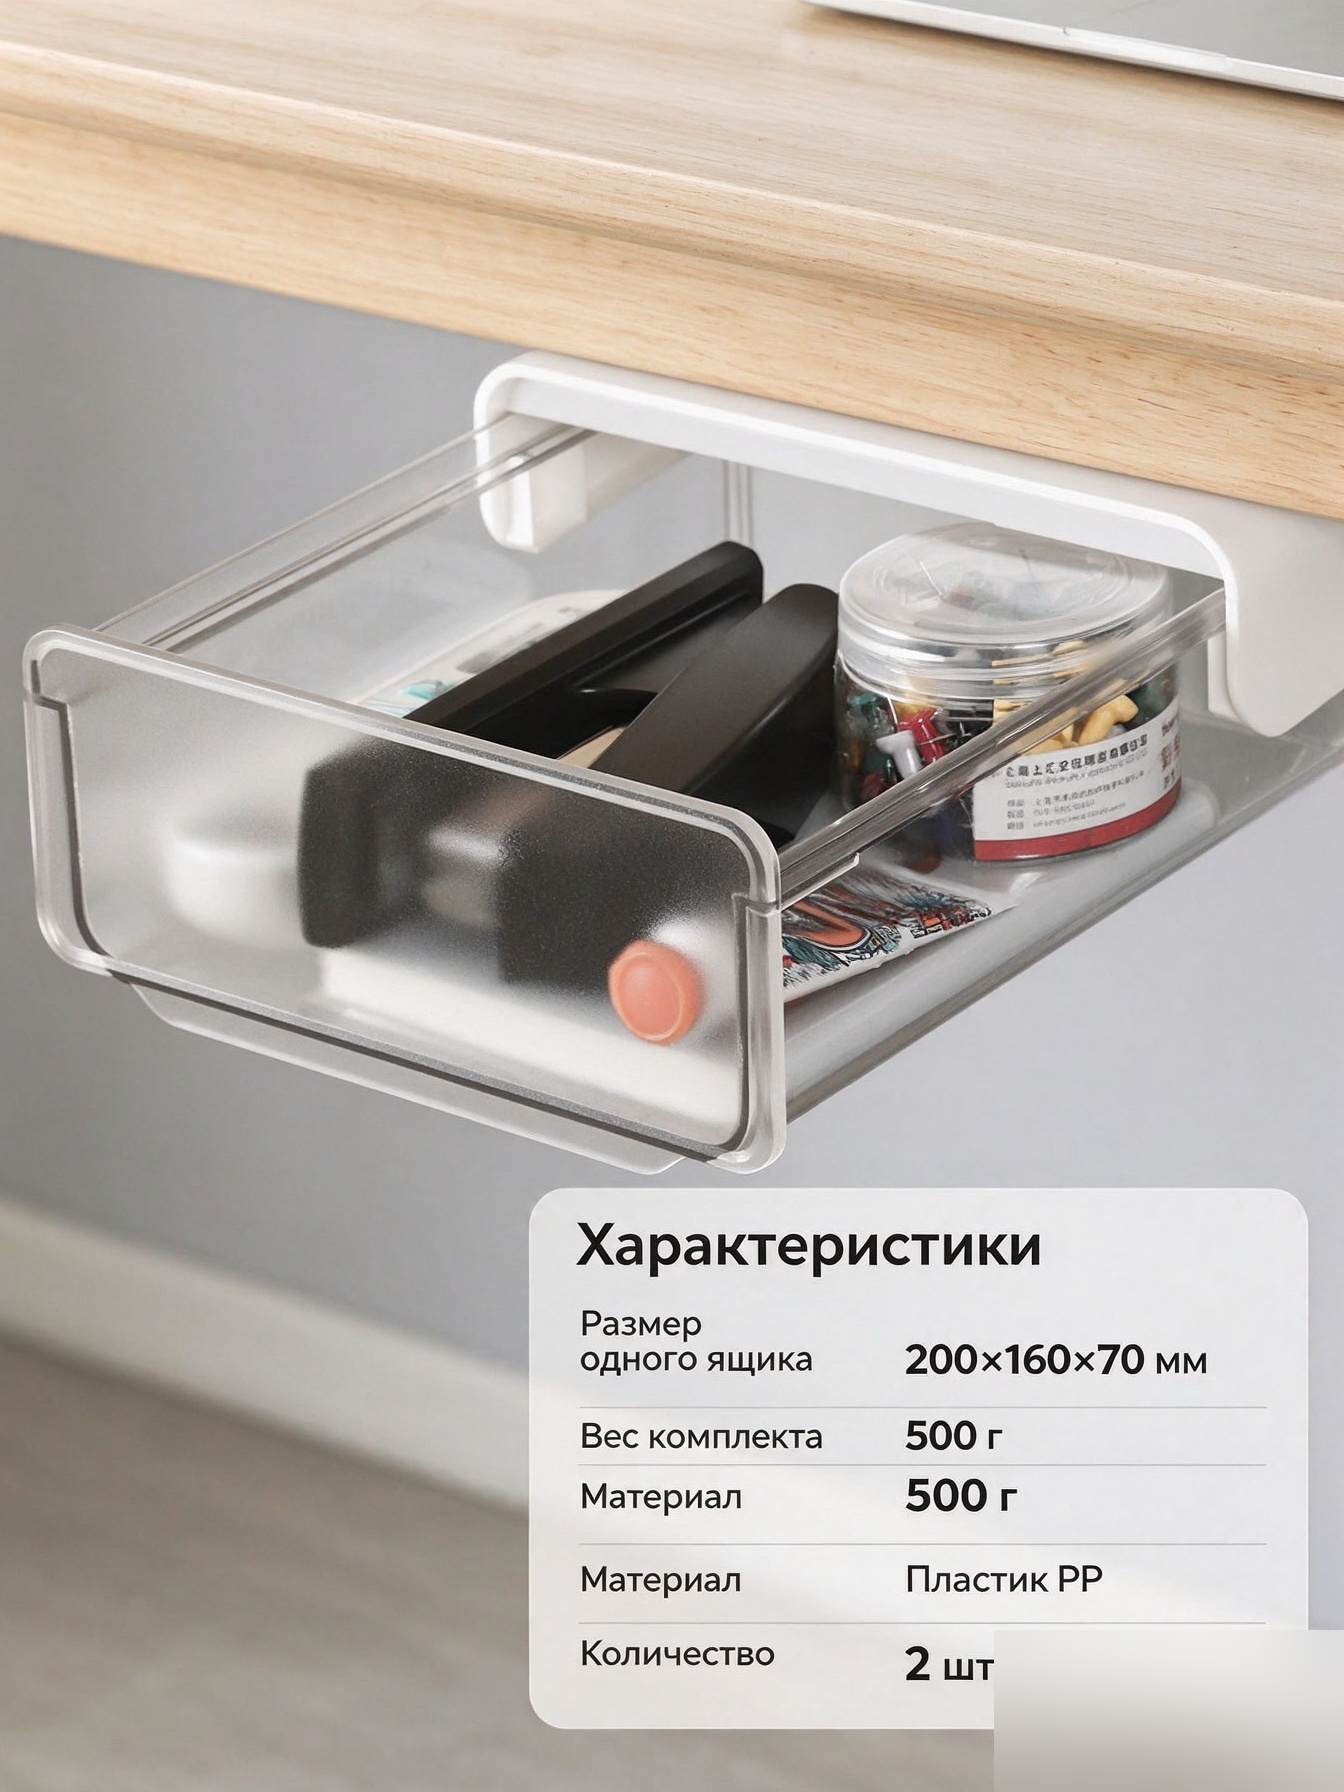 Характеристики
Размер
одного ящика 200×160×70 мм
Вес комплекта 500 г
Материал 500 г
Материал Пластик PP
Количество 2 шт